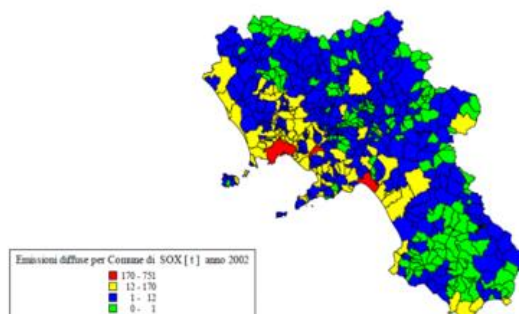 Emissioni diffuse per Comune di SOX [ t ] anno 2002
170 - 751
12 - 170
1 - 12
0 - 1